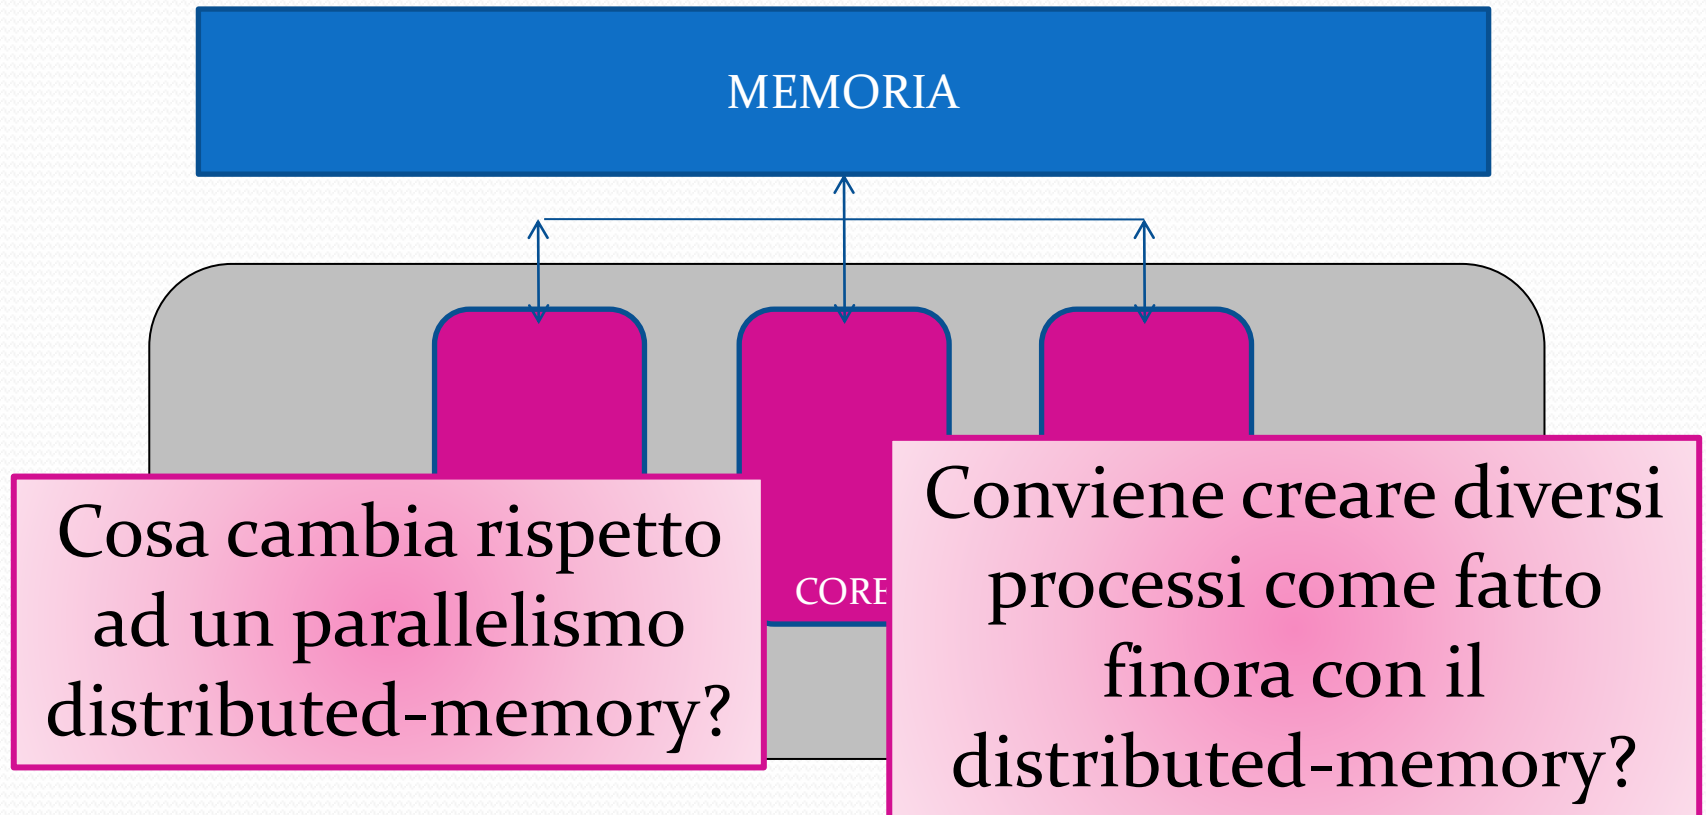 MEMORIA
CORE
Cosa cambia rispetto
ad un parallelismo
distributed-memory?
Conviene creare diversi
processi come fatto
finora con il
distributed-memory?